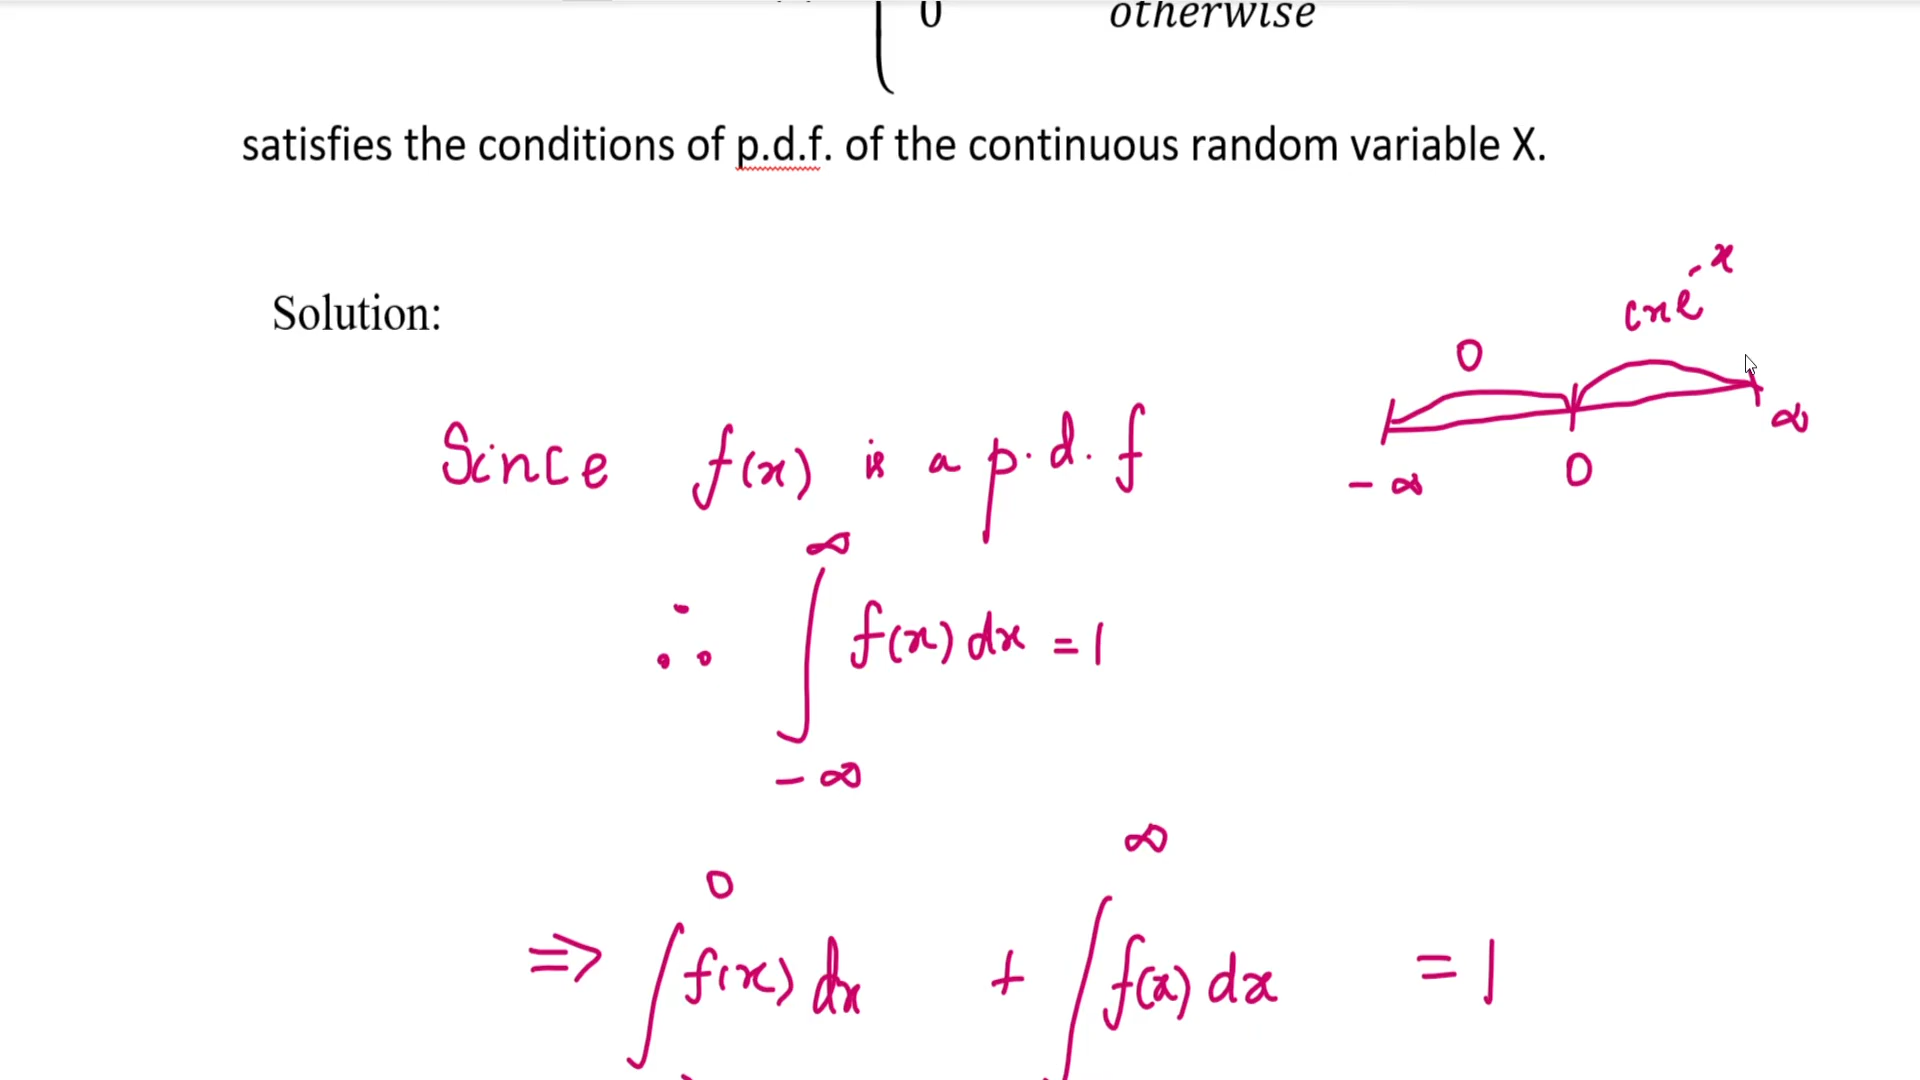 0 otherwise
satisfies the conditions of p.d.f. of the continuous random variable X.
Solution:
cxe^-x
0
-∞ 0 ∞
Since f(x) is a p.d.f
∴ ∫_{-∞}^{∞} f(x) dx = 1
⇒ ∫^{0} f(x) dx + ∫^{∞} f(x) dx = 1